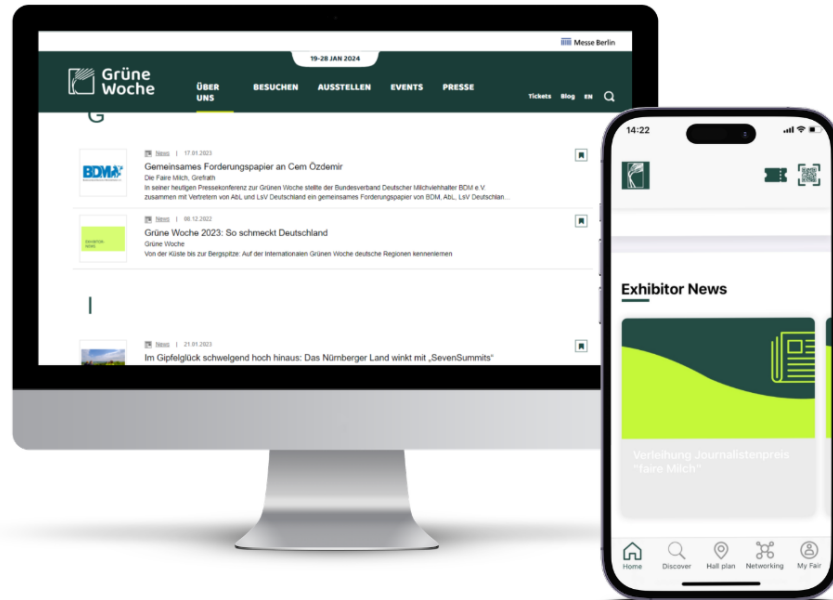 Messe Berlin
19-28 JAN 2024
Grüne
Woche
ÜBER
UNS
BESUCHEN
AUSSTELLEN
EVENTS
PRESSE
Tickets Blog EN
G
News | 17.01.2023
BDM
Gemeinsames Forderungspapier an Cem Özdemir
Die Faire Milch, Grefrath
In seiner heutigen Pressekonferenz zur Grünen Woche stellte der Bundesverband Deutscher Milchviehhalter BDM e.V.
zusammen mit Vertretern von AbL und LsV Deutschland ein gemeinsames Forderungspapier von BDM, AbL, LsV Deutschlan...
News | 08.12.2022
EXHIBITOR
NEWS
Grüne Woche 2023: So schmeckt Deutschland
Grüne Woche
Von der Küste bis zur Bergspitze: Auf der Internationalen Grünen Woche deutsche Regionen kennenlernen
I
News | 21.01.2023
Im Gipfelglück schwelgend hoch hinaus: Das Nürnberger Land winkt mit „SevenSummits"
14:22
Exhibitor News
Verleihung Journalistenpreis
"faire Milch"
Home
Discover
Hall plan
Networking
My Fair